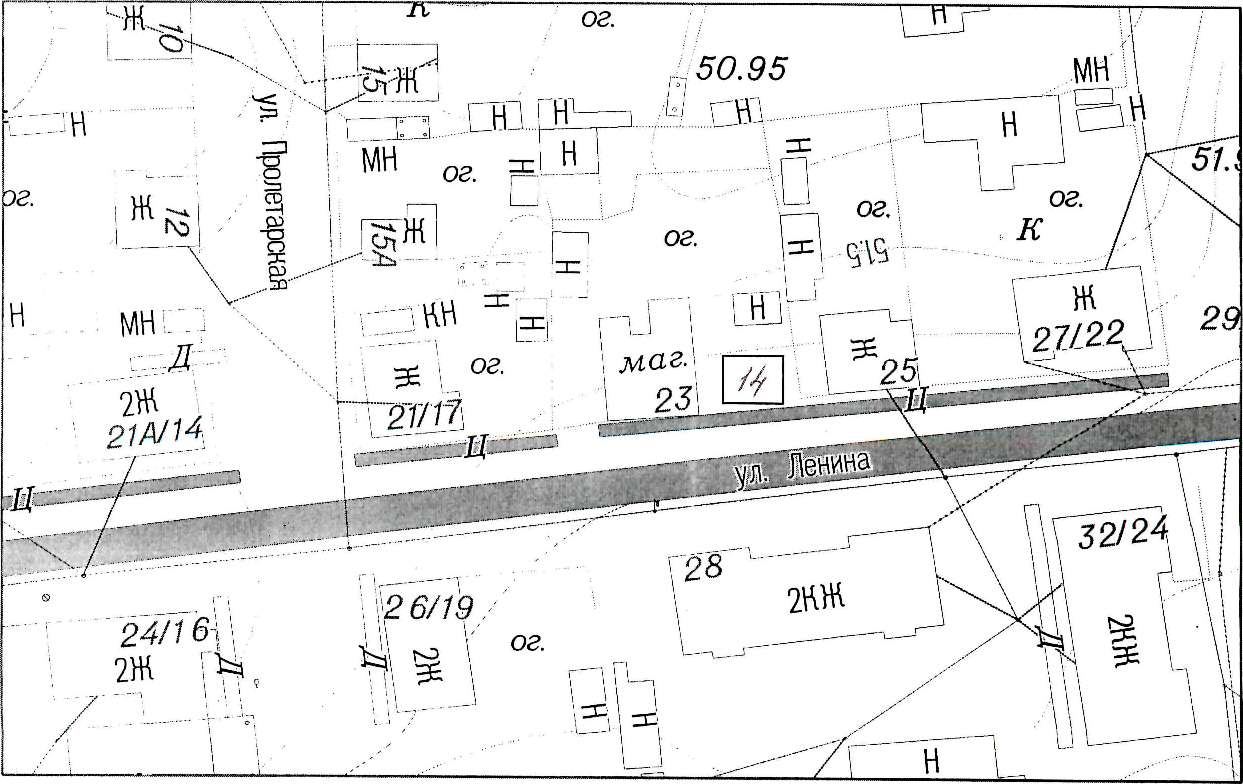 К
ог.
Н
Ж
10
15
Ж
50.95
МН
Н
Н
Н
Н
Н
Н
Н
ул. Пролетарская
МН
ог.
Н
Н
Н
51.9
ог.
Ж
12
15А
Ж
ог.
ог.
51.5
ог.
К
Н
Н
Н
МН
Д
КН
Н
Н
Н
Ж
27/22
29
2Ж
21А/14
Ж
21/17
ог.
маг.
23
14
Ж
25
Ц
Ц
Ц
ул. Ленина
24/16
2Ж
Д
Д
26/19
2Ж
ог.
28
2КЖ
32/24
2КЖ
Д
Н
Н
Н